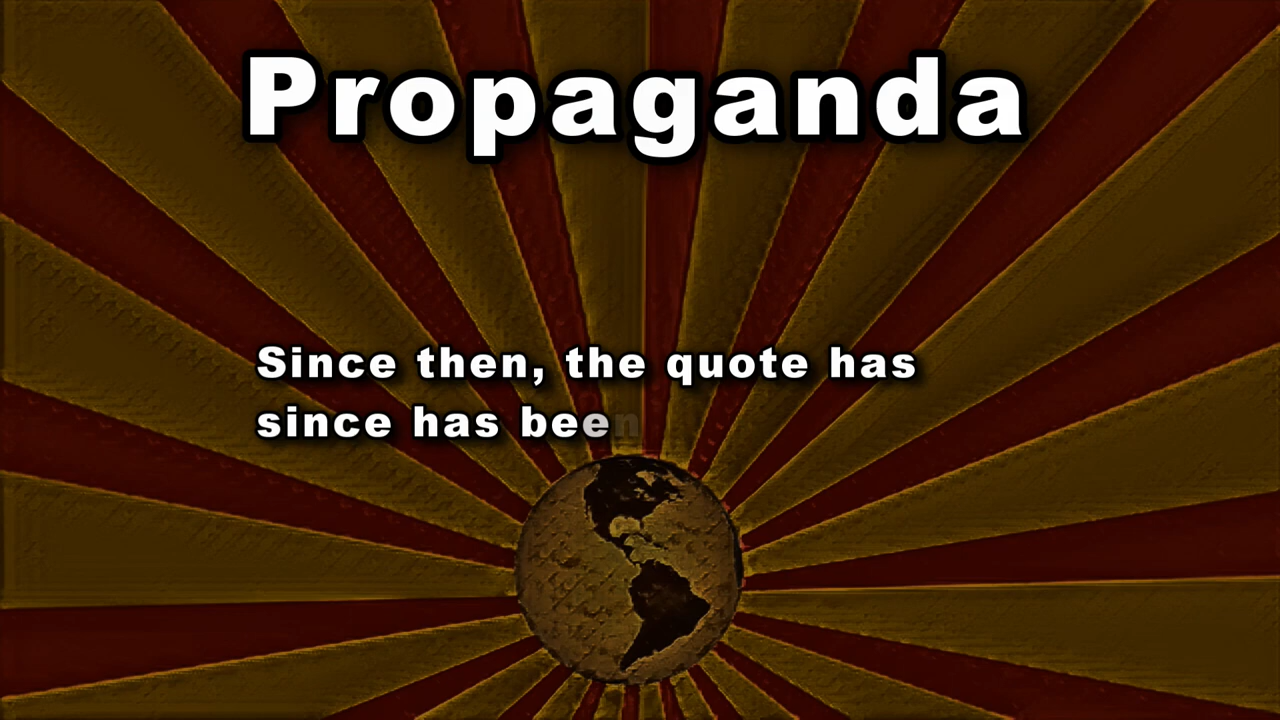 Propaganda
Since then, the quote has
since has been